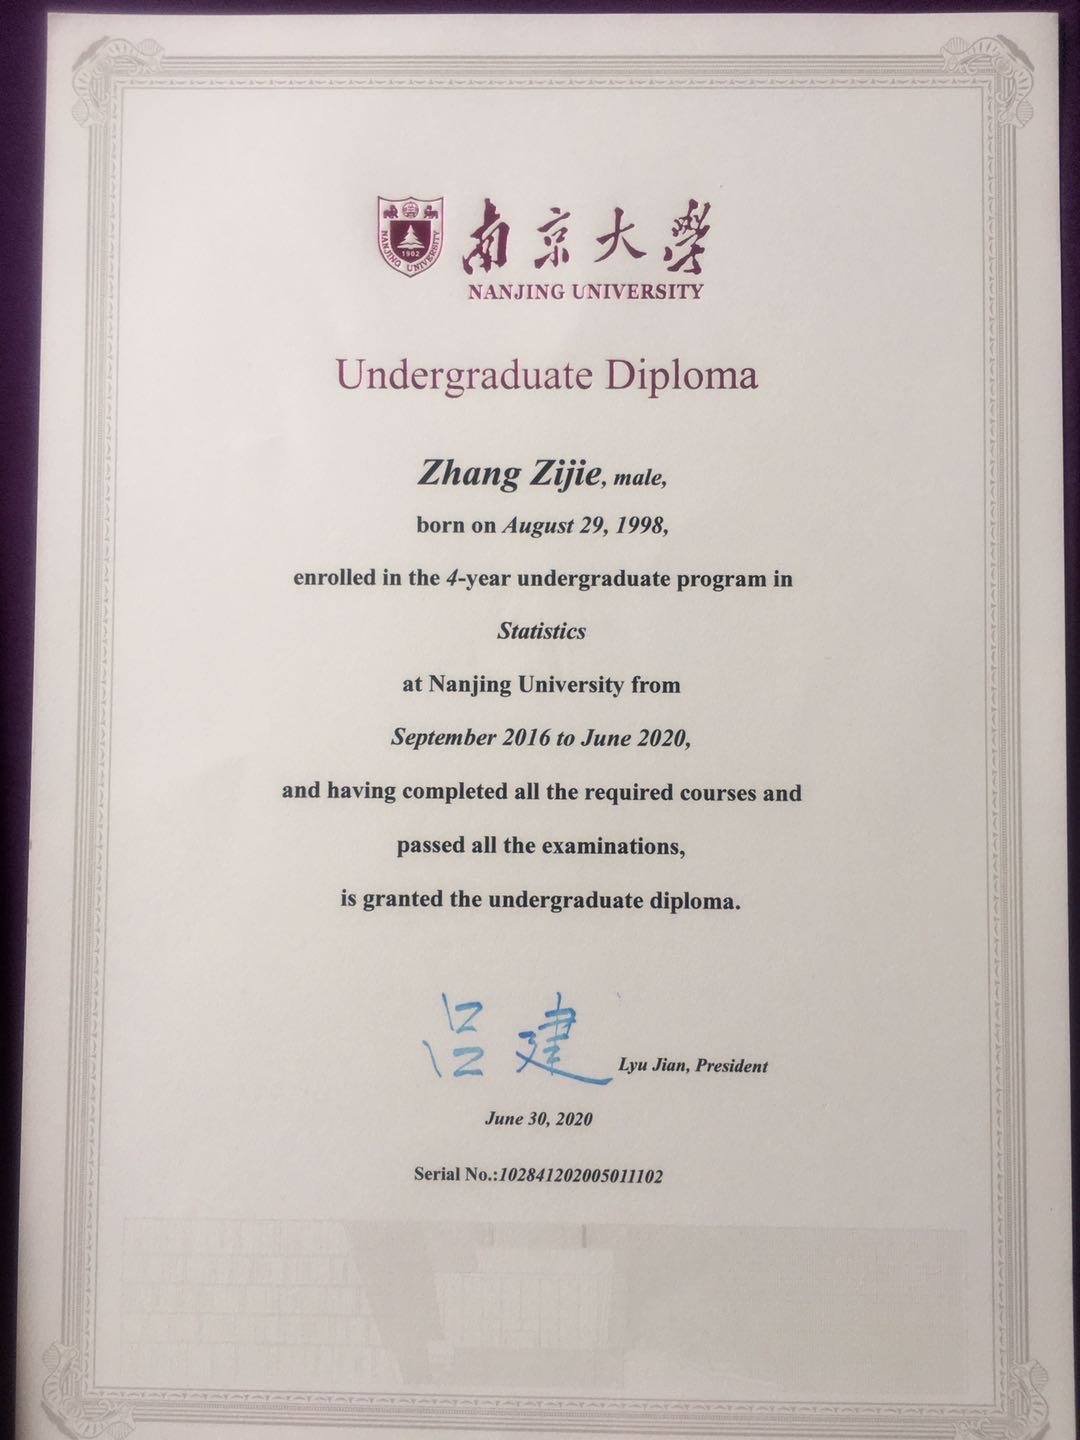 南京大學
NANJING UNIVERSITY
1902
NANJING UNIVERSITY
Undergraduate Diploma
Zhang Zijie, male,
born on August 29, 1998,
enrolled in the 4-year undergraduate program in
Statistics
at Nanjing University from
September 2016 to June 2020,
and having completed all the required courses and
passed all the examinations,
is granted the undergraduate diploma.
吕建
Lyu Jian, President
June 30, 2020
Serial No.:102841202005011102